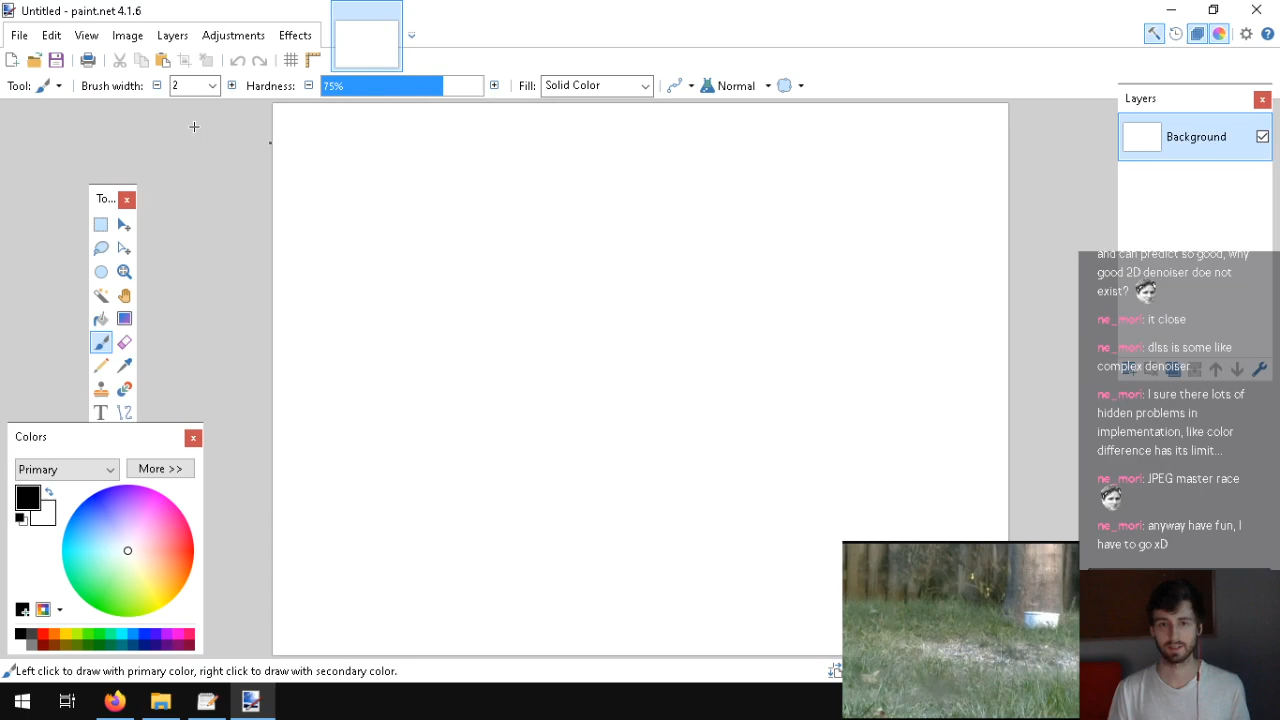 Untitled - paint.net 4.1.6
File Edit View Image Layers Adjustments Effects
Tool: Brush width: 2 Hardness: 75% Fill: Solid Color Normal
Layers
Background
To...
T
Colors
Primary More >>
and can predict so good, why
good 2D denoiser doe not
exist?
ne_mori: it close
ne_mori: dlss is some like
complex denoiser
ne_mori: I sure there lots of
hidden problems in
implementation, like color
difference has its limit...
ne_mori: JPEG master race
ne_mori: anyway have fun, I
have to go xD
Left click to draw with primary color, right click to draw with secondary color.